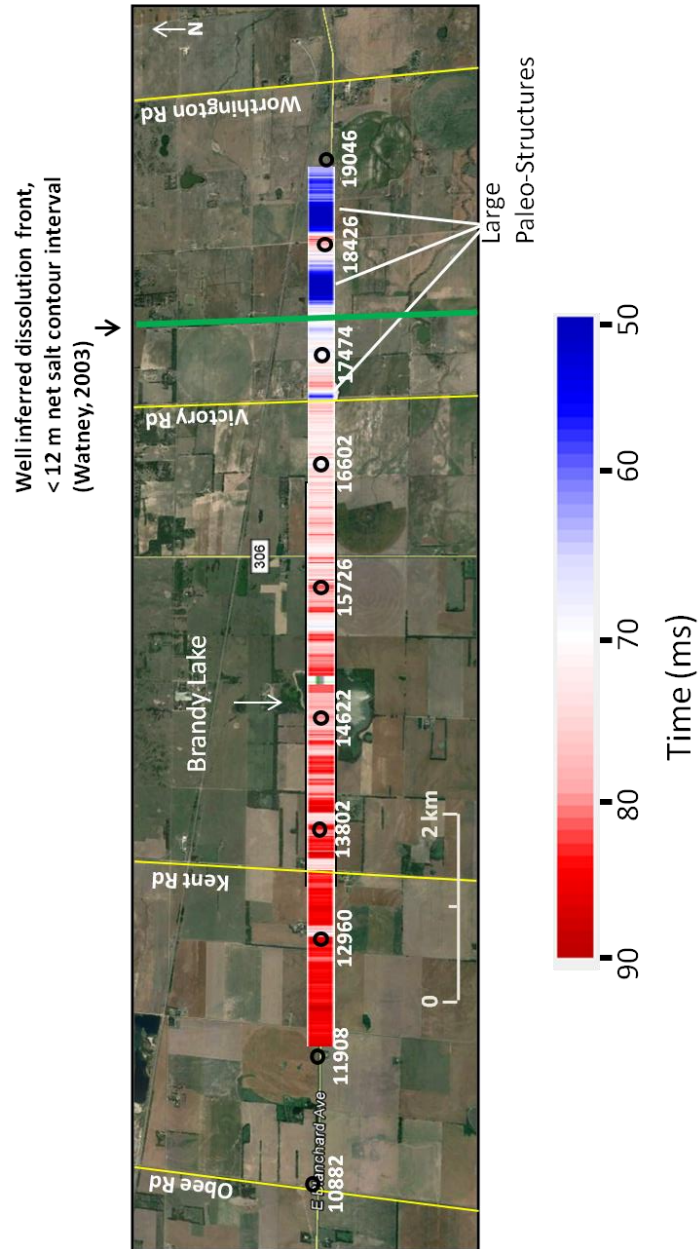 Well inferred dissolution front,
<12 m net salt contour interval
(Watney, 2003)
N
Obee Rd
Kent Rd
Brandy Lake
306
Victory Rd
Worthington Rd
E Blanchard Ave
10882
11908
12960
13802
14622
15726
16602
17474
18426
19046
0
2 km
Large
Paleo-Structures
90
80
70
60
50
Time (ms)